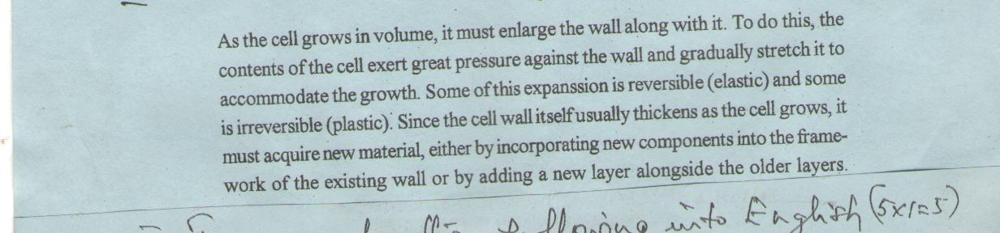 As the cell grows in volume, it must enlarge the wall along with it. To do this, the
contents of the cell exert great pressure against the wall and gradually stretch it to
accommodate the growth. Some of this expanssion is reversible (elastic) and some
is irreversible (plastic). Since the cell wall itself usually thickens as the cell grows, it
must acquire new material, either by incorporating new components into the frame-
work of the existing wall or by adding a new layer alongside the older layers.
into English (5x1=5)